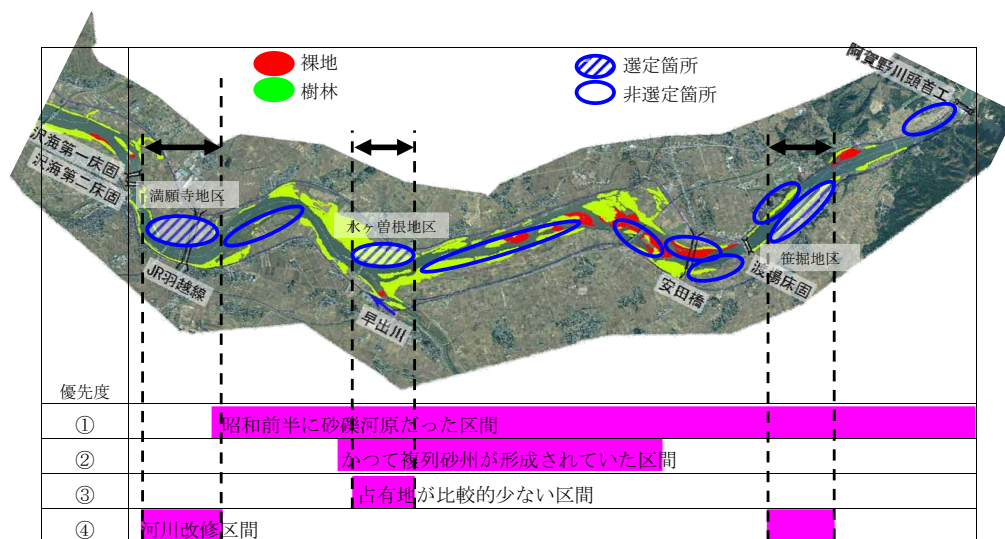 裸地
樹林
選定箇所
非選定箇所
阿賀野川頭首工
沢海第一床固
沢海第二床固
満願寺地区
水ヶ曽根地区
JR羽越線
早出川
安田橋
渡場床固
笹堀地区
優先度
① 昭和前半に砂礫河原だった区間
② かつて複列砂州が形成されていた区間
③ 占有地が比較的少ない区間
④ 河川改修区間